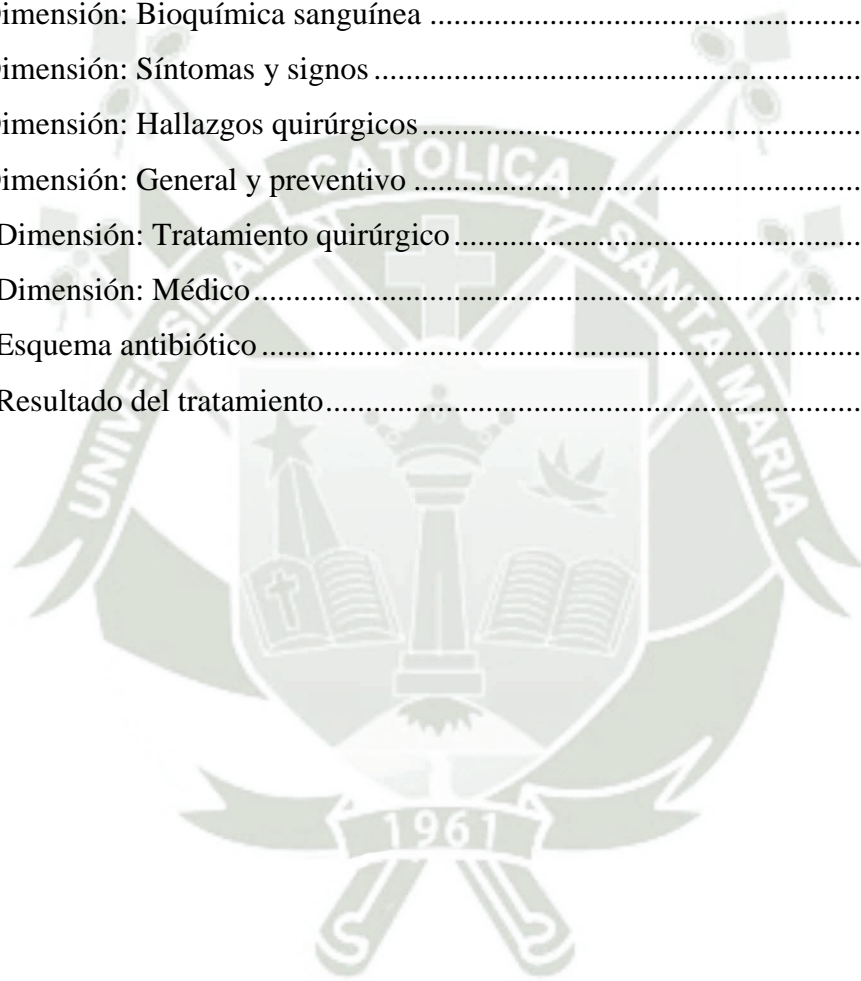 imensión: Bioquímica sanguínea ........................................................
imensión: Síntomas y signos ...............................................................
imensión: Hallazgos quirúrgicos .........................................................
imensión: General y preventivo ..........................................................
Dimensión: Tratamiento quirúrgico .....................................................
Dimensión: Médico ..............................................................................
Esquema antibiótico .............................................................................
Resultado del tratamiento .....................................................................
UNIVERSIDAD CATOLICA SANTA MARIA
1961